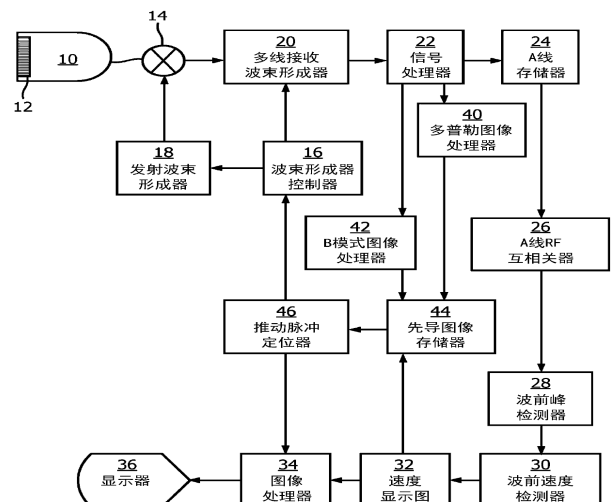 14
20
多线接收
波束形成器
22
信号
处理器
24
A线
存储器
10
12
40
多普勒图像
处理器
18
发射波束
形成器
16
波束形成器
控制器
42
B模式图像
处理器
26
A线RF
互相关器
46
推动脉冲
定位器
44
先导图像
存储器
28
波前峰
检测器
36
显示器
34
图像
处理器
32
速度
显示图
30
波前速度
检测器